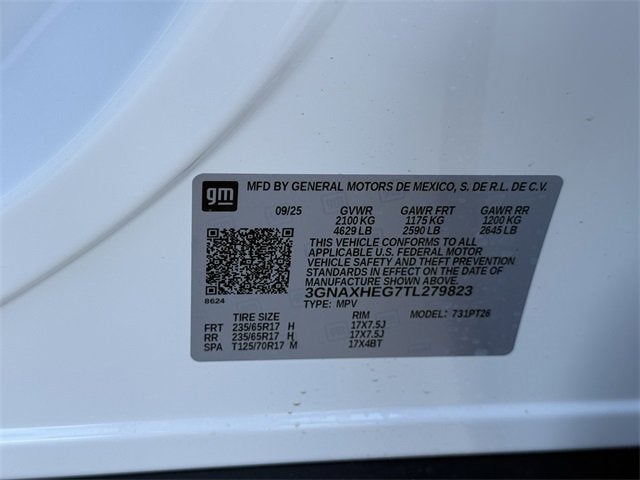 gm MFD BY GENERAL MOTORS DE MEXICO, S. DE R.L. DE C.V.
09/25 GVWR GAWR FRT GAWR RR
2100 KG 1175 KG 1200 KG
4629 LB 2590 LB 2645 LB
THIS VEHICLE CONFORMS TO ALL
APPLICABLE U.S. FEDERAL MOTOR
VEHICLE SAFETY AND THEFT PREVENTION
STANDARDS IN EFFECT ON THE DATE OF
MANUFACTURE SHOWN ABOVE.
3GNAXHEG7TL279823
8624 TYPE: MPV
TIRE SIZE RIM MODEL: 731PT26
FRT 235/65R17 H 17X7.5J
RR 235/65R17 H 17X7.5J
SPA T125/70R17 M 17X4BT